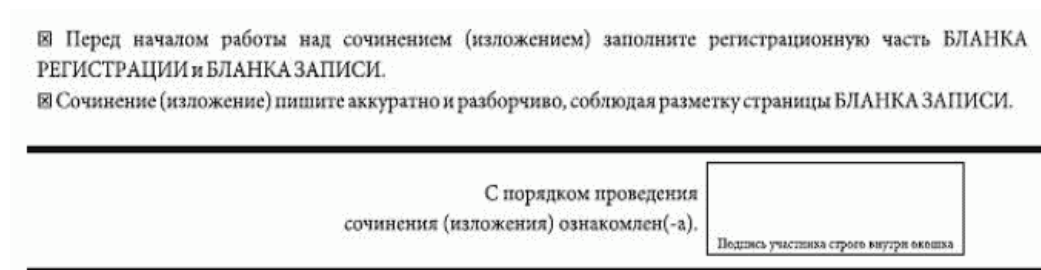 ☒ Перед началом работы над сочинением (изложением) заполните регистрационную часть БЛАНКА
РЕГИСТРАЦИИ и БЛАНКА ЗАПИСИ.
☒ Сочинение (изложение) пишите аккуратно и разборчиво, соблюдая разметку страницы БЛАНКА ЗАПИСИ.
С порядком проведения
сочинения (изложения) ознакомлен(-а).
Подпись участника строго внутри окошка